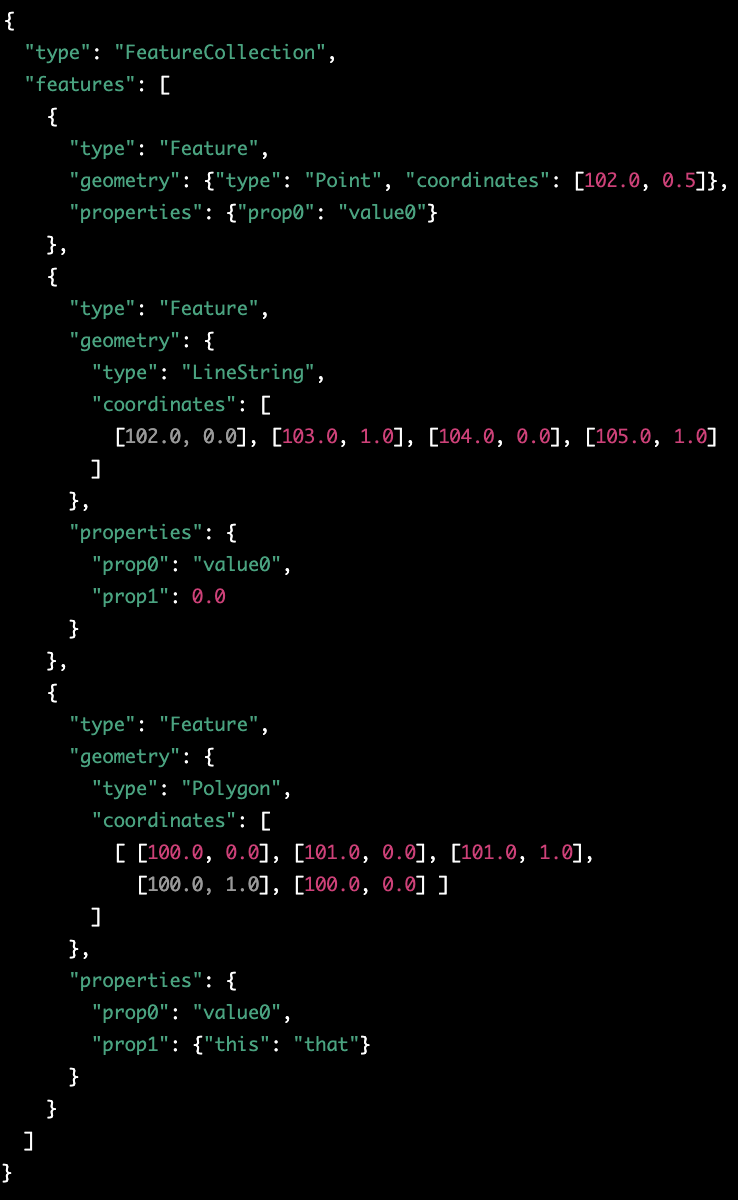 {
  "type": "FeatureCollection",
  "features": [
    {
      "type": "Feature",
      "geometry": {"type": "Point", "coordinates": [102.0, 0.5]},
      "properties": {"prop0": "value0"}
    },
    {
      "type": "Feature",
      "geometry": {
        "type": "LineString",
        "coordinates": [
          [102.0, 0.0], [103.0, 1.0], [104.0, 0.0], [105.0, 1.0]
        ]
      },
      "properties": {
        "prop0": "value0",
        "prop1": 0.0
      }
    },
    {
      "type": "Feature",
      "geometry": {
        "type": "Polygon",
        "coordinates": [
          [ [100.0, 0.0], [101.0, 0.0], [101.0, 1.0],
            [100.0, 1.0], [100.0, 0.0] ]
        ]
      },
      "properties": {
        "prop0": "value0",
        "prop1": {"this": "that"}
      }
    }
  ]
}